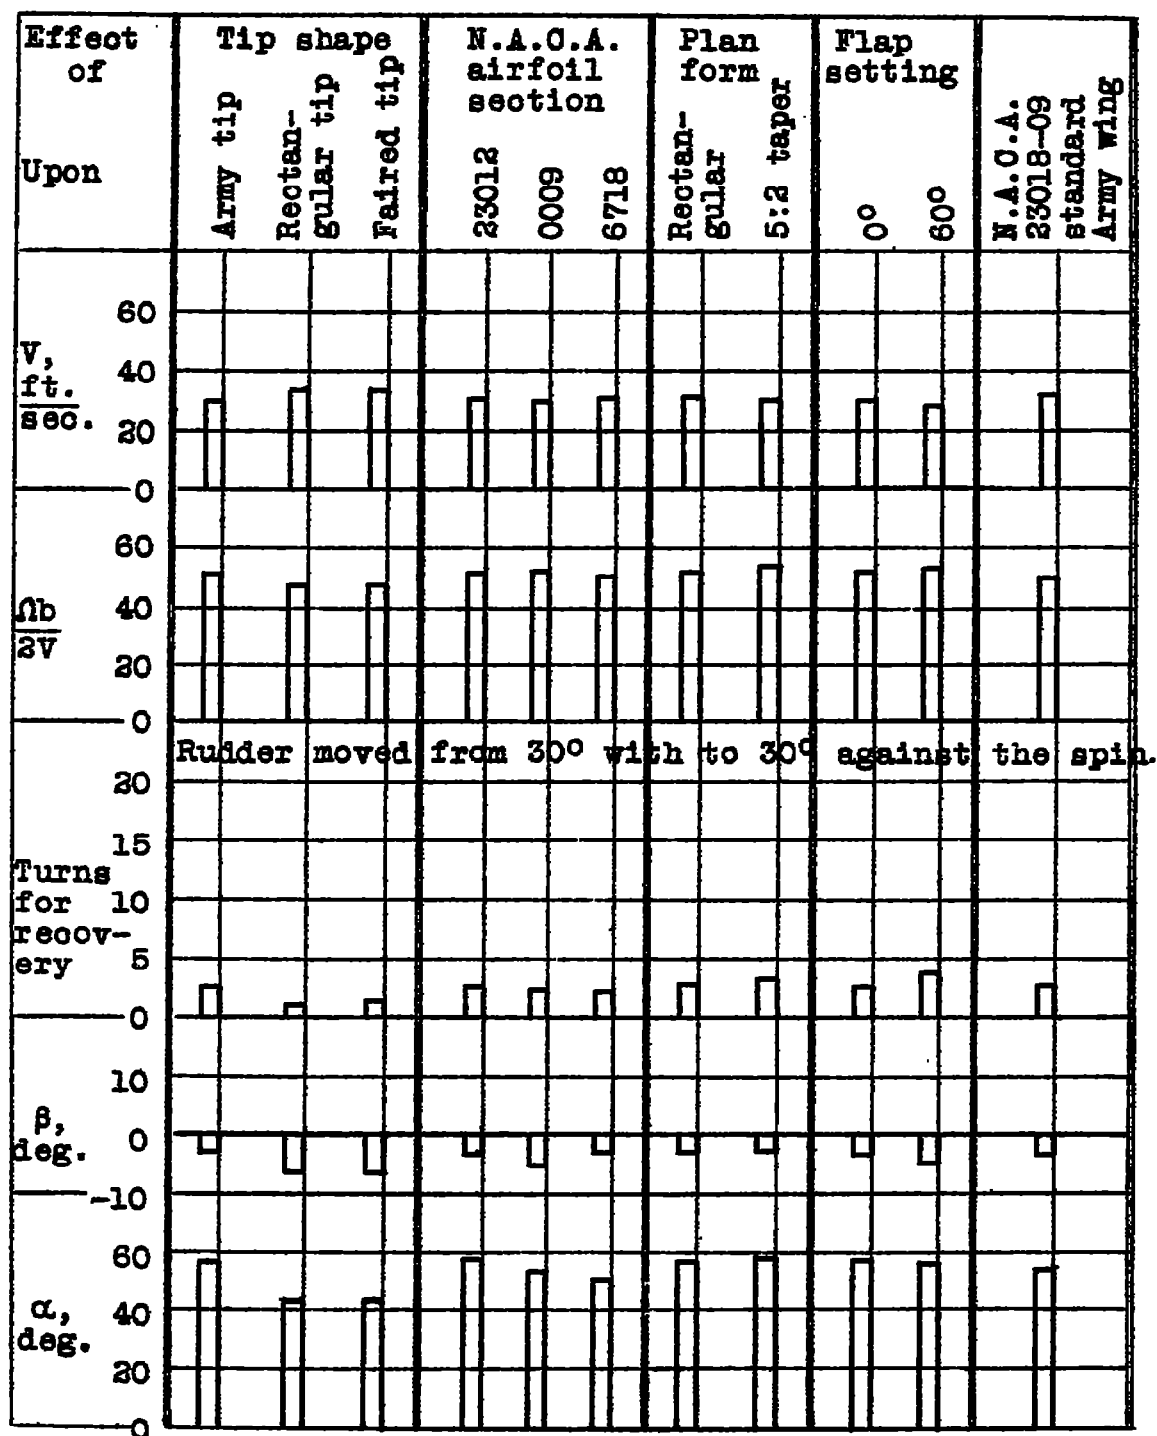 Effect of
Upon
Tip shape
Army tip
Rectan-
gular tip
Faired tip
N.A.C.A.
airfoil
section
23012
0009
6718
Plan
form
Rectan-
gular
5:2 taper
Flap
setting
0°
60°
N.A.C.A.
23018-09
standard
Army wing
V,
ft.
sec.
60
40
20
0
Ωb
2V
60
40
20
0
Rudder moved from 30° with to 30° against the spin.
Turns
for
recov-
ery
20
15
10
5
0
β,
deg.
10
0
-10
α,
deg.
60
40
20
0